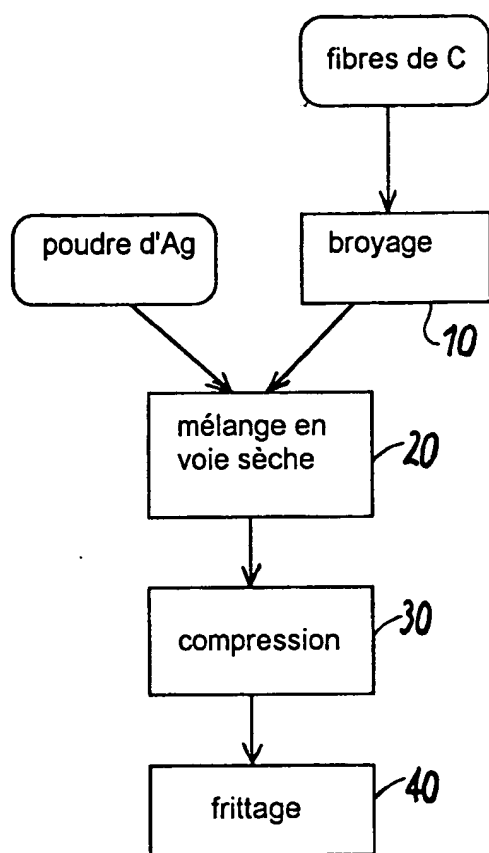 fibres de C
poudre d'Ag
broyage
10
mélange en
voie sèche
20
compression
30
frittage
40